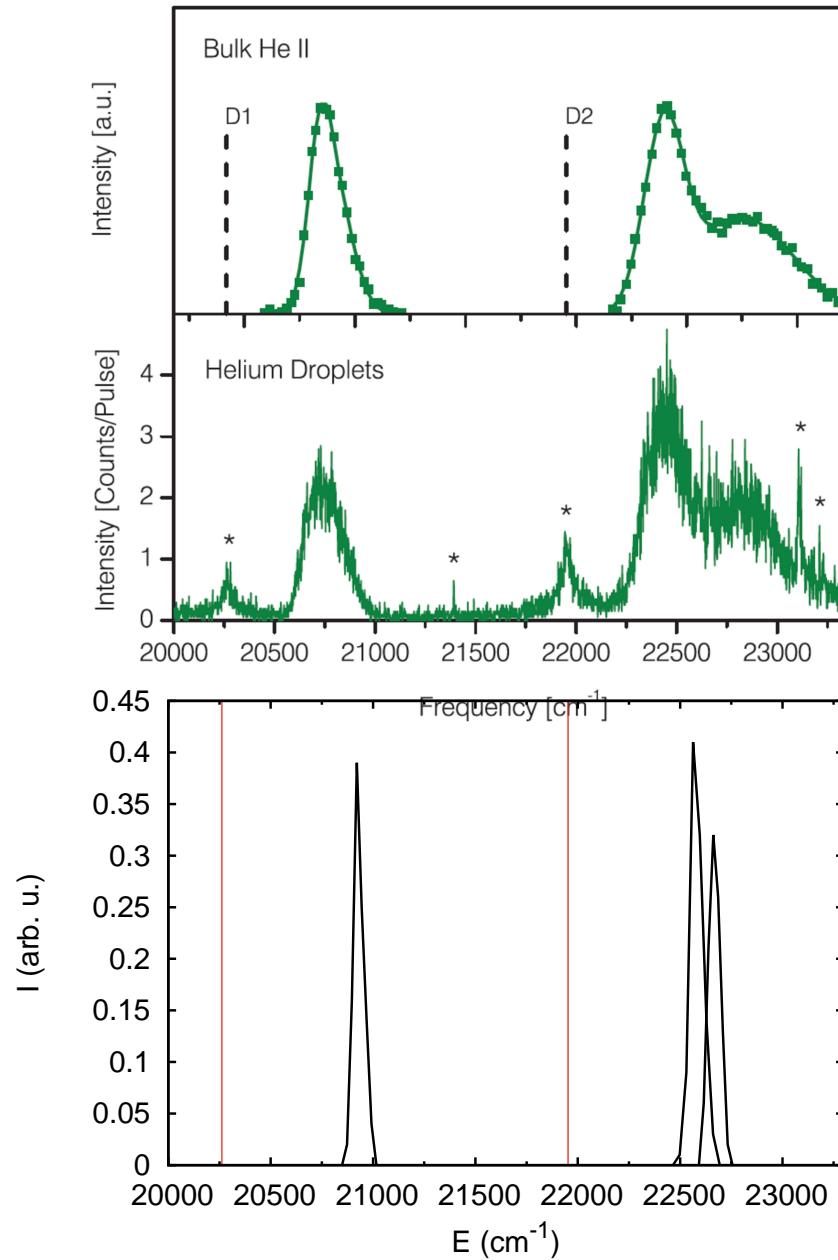 Bulk He II
Intensity [a.u.]
D1
D2
Helium Droplets
Intensity [Counts/Pulse]
4
3
2
1
0
*
*
*
*
*
20000 20500 21000 21500 22000 22500 23000
Frequency [cm-1]
0.45
0.4
0.35
0.3
0.25
0.2
0.15
0.1
0.05
0
I (arb. u.)
20000 20500 21000 21500 22000 22500 23000
E (cm-1)